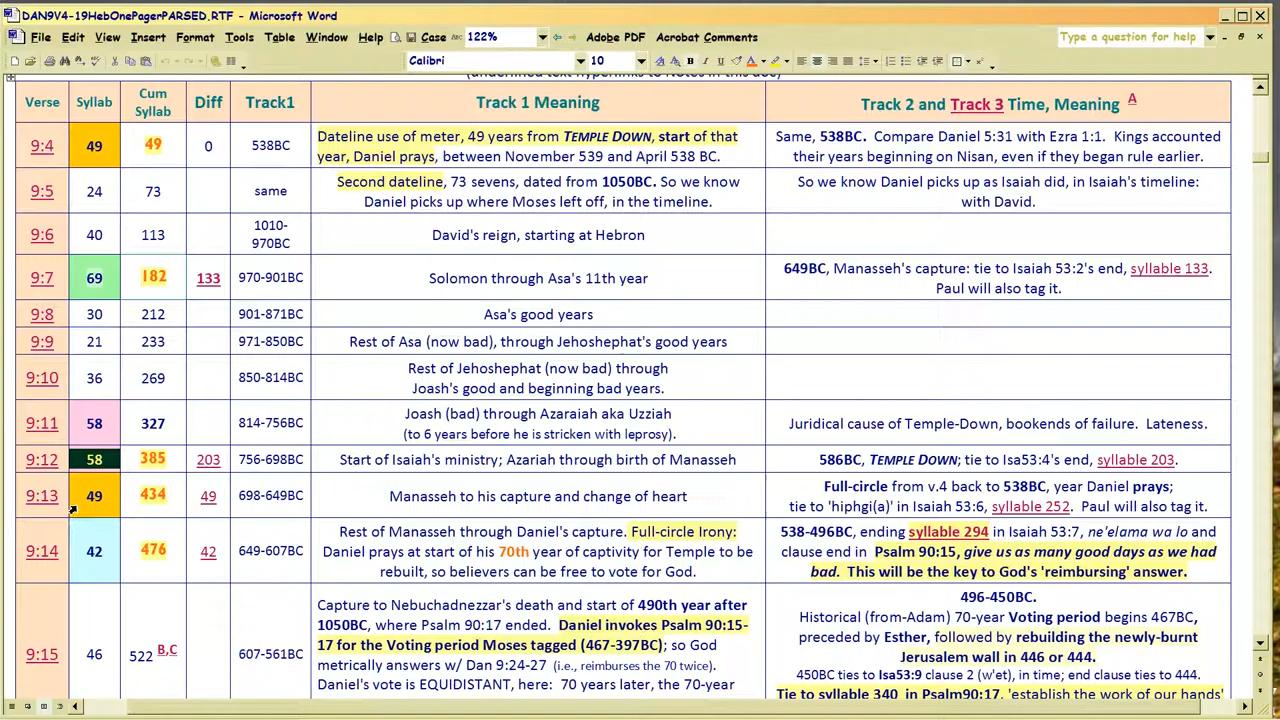 DAN9V4-19HebOnePagerPARSED.RTF - Microsoft Word
File Edit View Insert Format Tools Table Window Help Case 122% Adobe PDF Acrobat Comments Type a question for help
Calibri 10 B I U
(underlined text hyperlinks to Notes in this doc)
Verse Syllab Cum Syllab Diff Track1 Track 1 Meaning Track 2 and Track 3 Time, Meaning A
9:4 49 49 0 538BC
Dateline use of meter, 49 years from TEMPLE DOWN, start of that
year, Daniel prays, between November 539 and April 538 BC.
Same, 538BC. Compare Daniel 5:31 with Ezra 1:1. Kings accounted
their years beginning on Nisan, even if they began rule earlier.
9:5 24 73 same
Second dateline, 73 sevens, dated from 1050BC. So we know
Daniel picks up where Moses left off, in the timeline.
So we know Daniel picks up as Isaiah did, in Isaiah's timeline:
with David.
9:6 40 113 1010-
970BC
David's reign, starting at Hebron
9:7 69 182 133 970-901BC Solomon through Asa's 11th year
649BC, Manasseh's capture: tie to Isaiah 53:2's end, syllable 133.
Paul will also tag it.
9:8 30 212 901-871BC Asa's good years
9:9 21 233 971-850BC Rest of Asa (now bad), through Jehoshephat's good years
9:10 36 269 850-814BC
Rest of Jehoshephat (now bad) through
Joash's good and beginning bad years.
9:11 58 327 814-756BC
Joash (bad) through Azaraiah aka Uzziah
(to 6 years before he is stricken with leprosy).
Juridical cause of Temple-Down, bookends of failure. Lateness.
9:12 58 385 203 756-698BC Start of Isaiah's ministry; Azariah through birth of Manasseh
586BC, TEMPLE DOWN; tie to Isa53:4's end, syllable 203.
9:13 49 434 49 698-649BC Manasseh to his capture and change of heart
Full-circle from v.4 back to 538BC, year Daniel prays;
tie to 'hiphgi(a)' in Isaiah 53:6, syllable 252. Paul will also tag it.
9:14 42 476 42 649-607BC
Rest of Manasseh through Daniel's capture. Full-circle Irony:
Daniel prays at start of his 70th year of captivity for Temple to be
rebuilt, so believers can be free to vote for God.
538-496BC, ending syllable 294 in Isaiah 53:7, ne'elama wa lo and
clause end in Psalm 90:15, give us as many good days as we had
bad. This will be the key to God's 'reimbursing' answer.
9:15 46 522 B,C 607-561BC
Capture to Nebuchadnezzar's death and start of 490th year after
1050BC, where Psalm 90:17 ended. Daniel invokes Psalm 90:15-
17 for the Voting period Moses tagged (467-397BC); so God
metrically answers w/ Dan 9:24-27 (i.e., reimburses the 70 twice).
Daniel's vote is EQUIDISTANT, here: 70 years later, the 70-year
496-450BC.
Historical (from-Adam) 70-year Voting period begins 467BC,
preceded by Esther, followed by rebuilding the newly-burnt
Jerusalem wall in 446 or 444.
450BC ties to Isa53:9 clause 2 (w'et), in time; end clause ties to 444.
Tie to syllable 340 in Psalm90:17, 'establish the work of our hands'